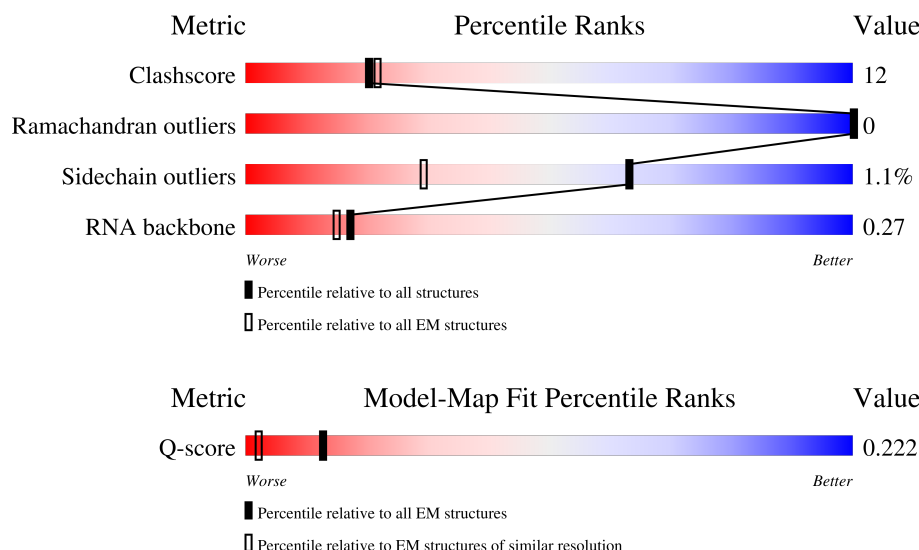 Metric Percentile Ranks Value
Clashscore 12
Ramachandran outliers 0
Sidechain outliers 1.1%
RNA backbone 0.27
Worse Better
Percentile relative to all structures
Percentile relative to all EM structures
Metric Model-Map Fit Percentile Ranks Value
Q-score 0.222
Worse Better
Percentile relative to all EM structures
Percentile relative to EM structures of similar resolution